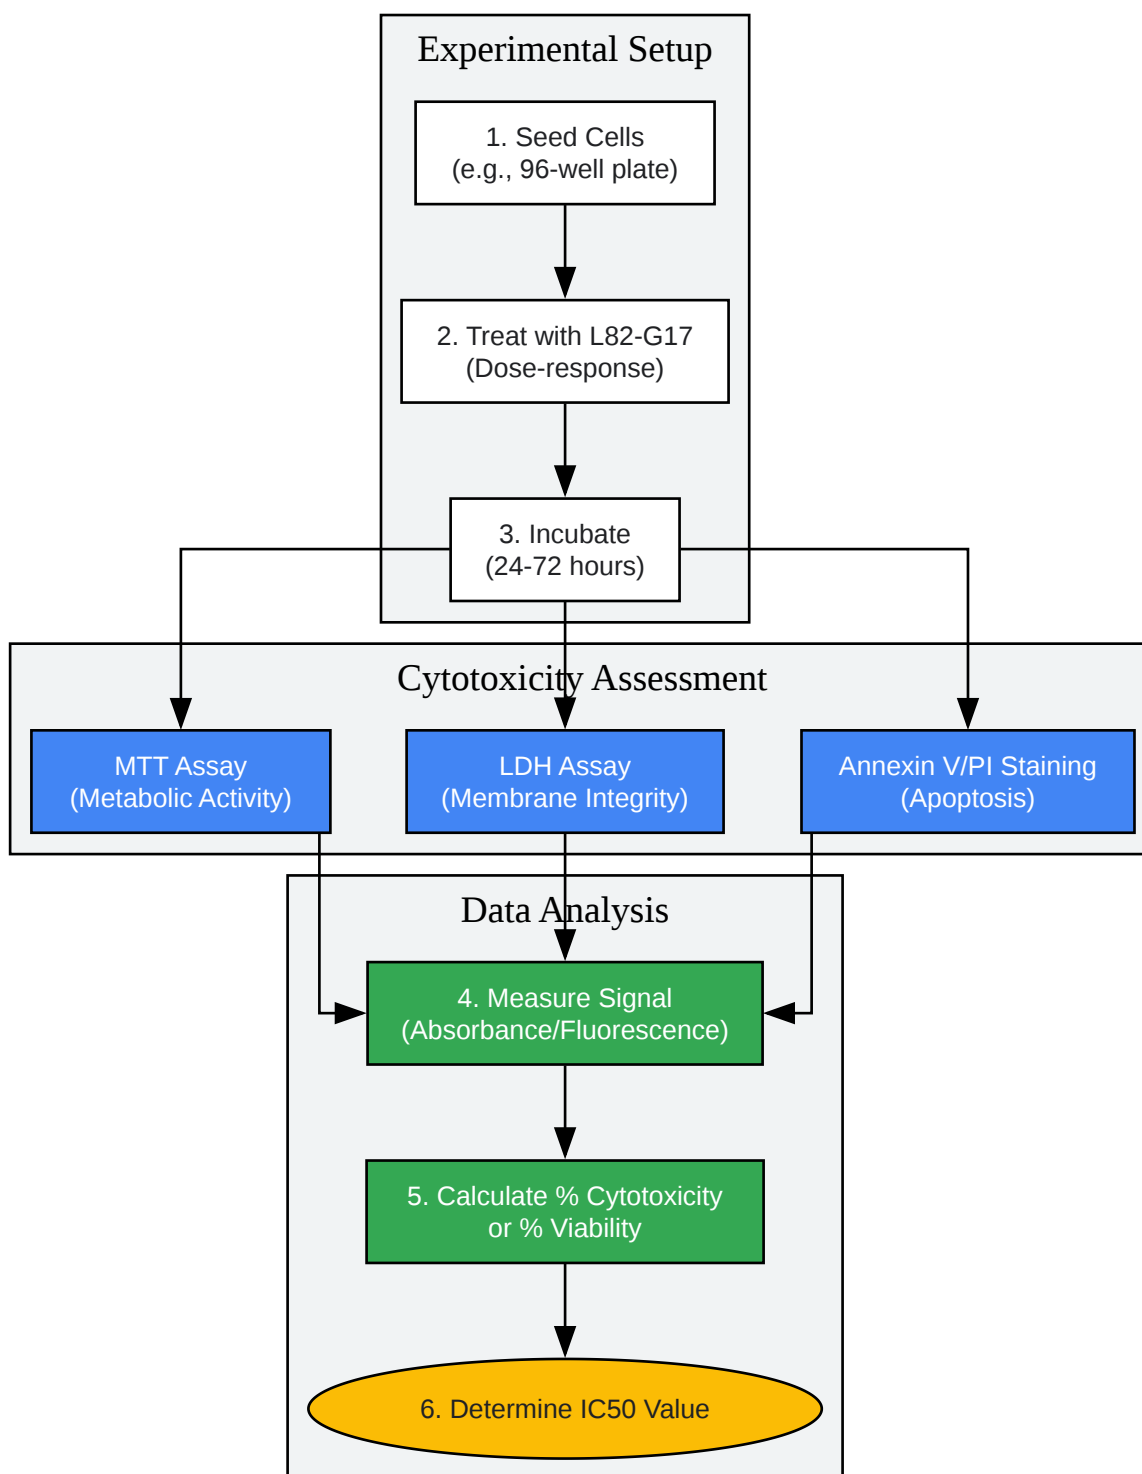 Experimental Setup
1. Seed Cells
(e.g., 96-well plate)
2. Treat with L82-G17
(Dose-response)
3. Incubate
(24-72 hours)
Cytotoxicity Assessment
MTT Assay
(Metabolic Activity)
LDH Assay
(Membrane Integrity)
Annexin V/PI Staining
(Apoptosis)
Data Analysis
4. Measure Signal
(Absorbance/Fluorescence)
5. Calculate % Cytotoxicity
or % Viability
6. Determine IC50 Value